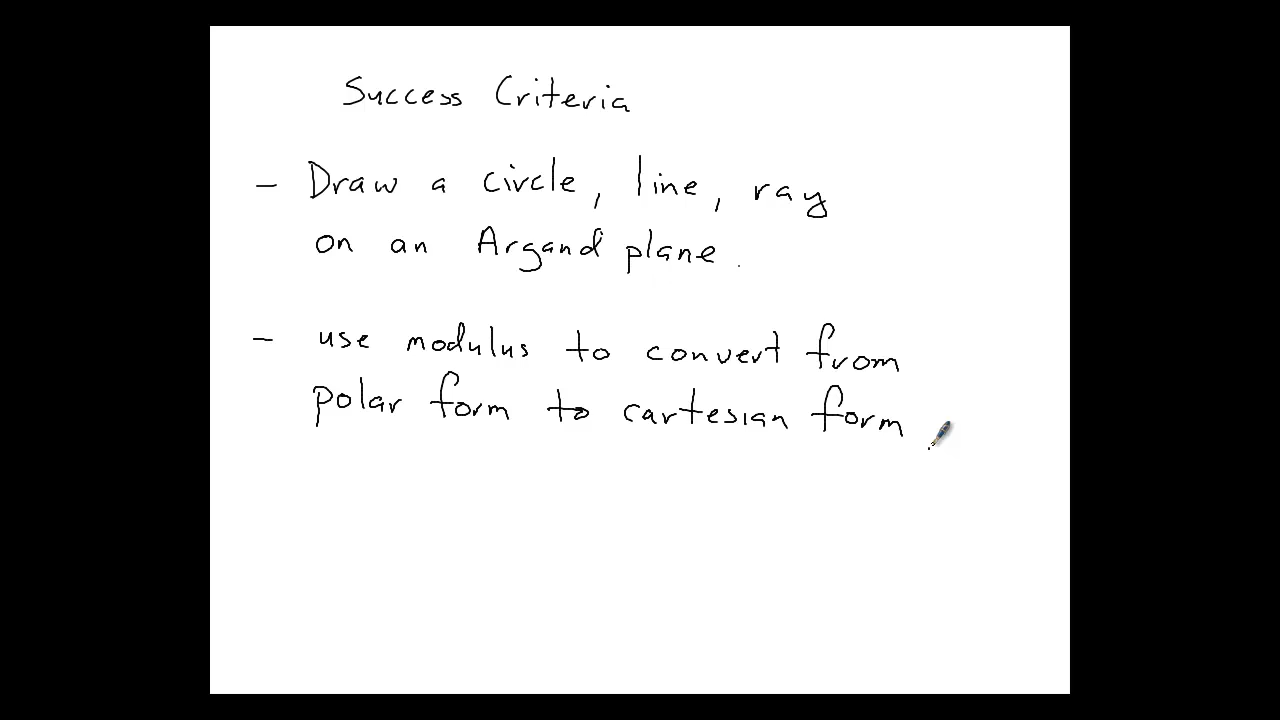 Success Criteria
- Draw a circle, line, ray
on an Argand plane.
- use modulus to convert from
polar form to cartesian form.